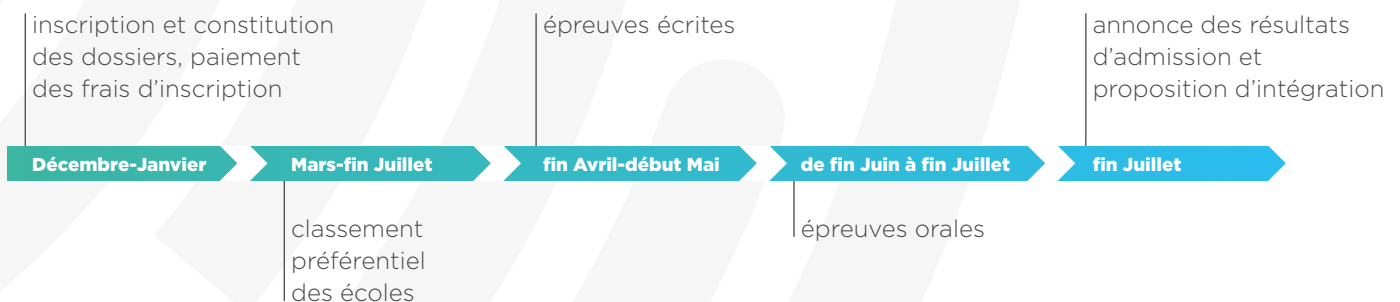 inscription et constitution
des dossiers, paiement
des frais d’inscription
épreuves écrites
annonce des résultats
d’admission et
proposition d’intégration
Décembre-Janvier
Mars-fin Juillet
fin Avril-début Mai
de fin Juin à fin Juillet
fin Juillet
classement
préférentiel
des écoles
épreuves orales